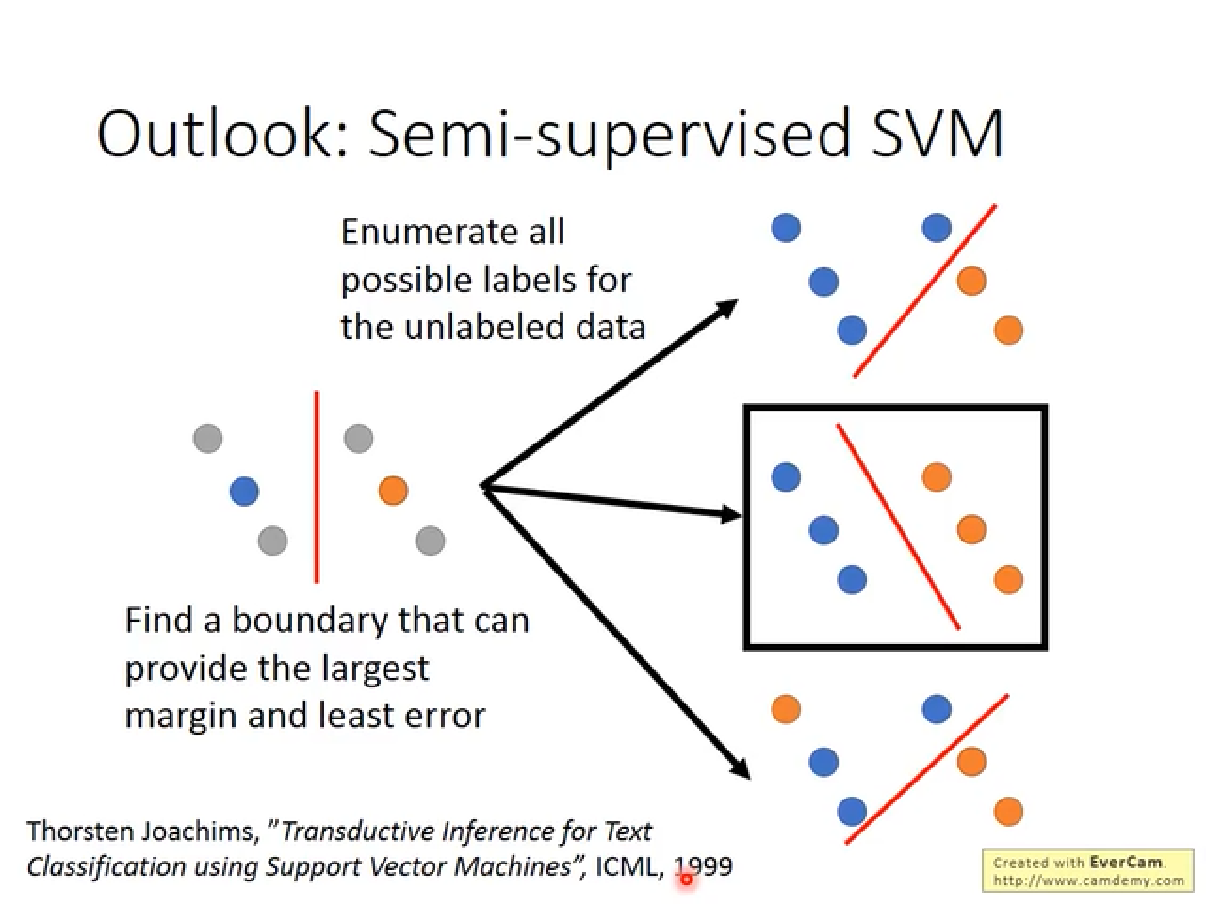 Outlook: Semi-supervised SVM
Enumerate all
possible labels for
the unlabeled data
Find a boundary that can
provide the largest
margin and least error
Thorsten Joachims, ”Transductive Inference for Text
Classification using Support Vector Machines”, ICML, 1999
Created with EverCam.
http://www.camdemy.com